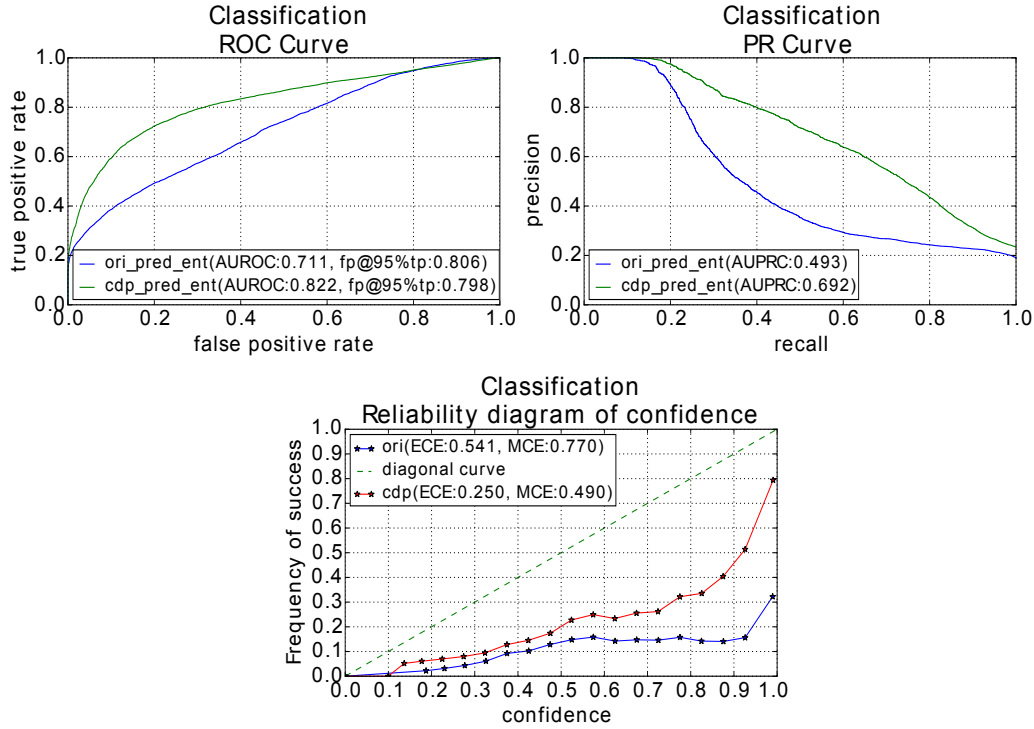 Classification
ROC Curve
true positive rate
1.0
0.8
0.6
0.4
0.2
0.0
ori_pred_ent(AUROC:0.711, fp@95%tp:0.806)
cdp_pred_ent(AUROC:0.822, fp@95%tp:0.798)
0.0 0.2 0.4 0.6 0.8 1.0
false positive rate
Classification
PR Curve
precision
1.0
0.8
0.6
0.4
0.2
0.0
ori_pred_ent(AUPRC:0.493)
cdp_pred_ent(AUPRC:0.692)
0.0 0.2 0.4 0.6 0.8 1.0
recall
Classification
Reliability diagram of confidence
Frequency of success
1.0
0.9
0.8
0.7
0.6
0.5
0.4
0.3
0.2
0.1
0.0
ori(ECE:0.541, MCE:0.770)
diagonal curve
cdp(ECE:0.250, MCE:0.490)
0.0 0.1 0.2 0.3 0.4 0.5 0.6 0.7 0.8 0.9 1.0
confidence